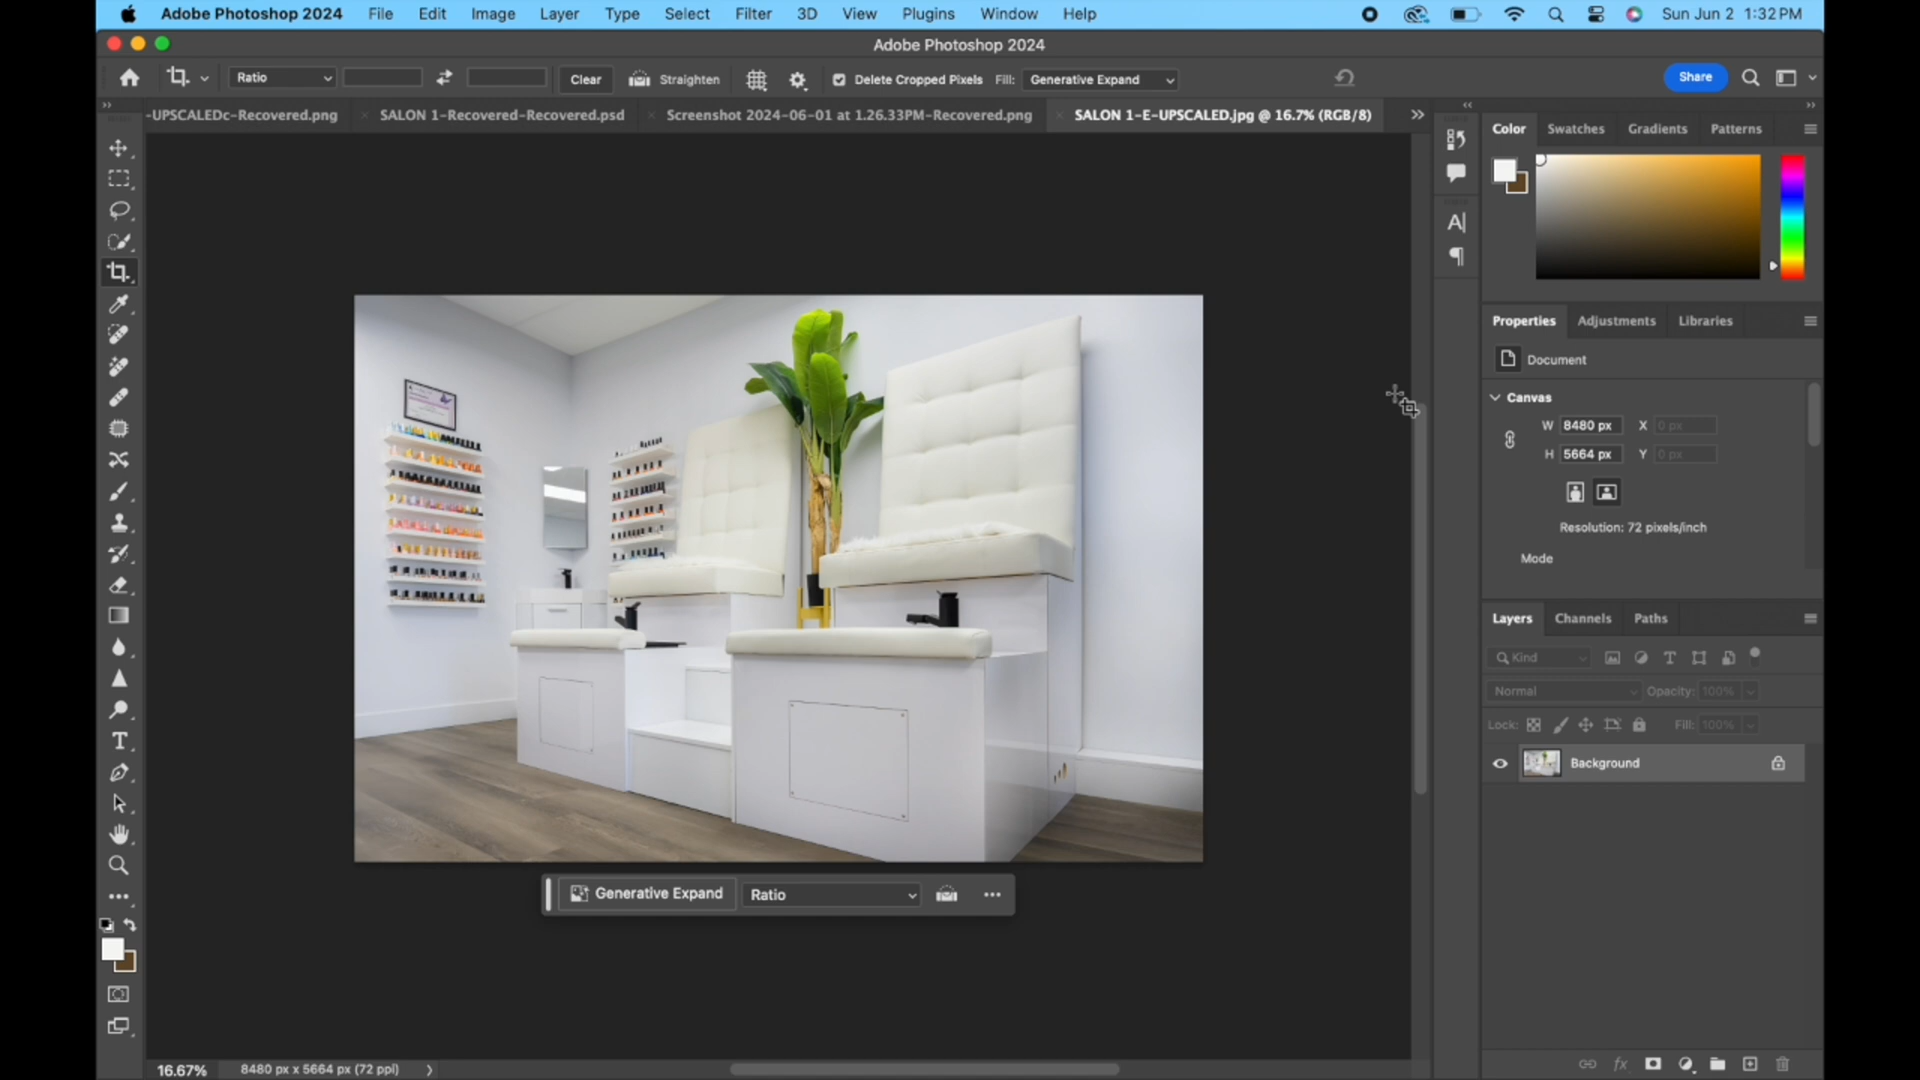 Adobe Photoshop 2024 File Edit Image Layer Type Select Filter 3D View Plugins Window Help Sun Jun 2 1:32 PM
Adobe Photoshop 2024
Ratio Clear Straighten Delete Cropped Pixels Fill: Generative Expand Share
-UPSCALEDc-Recovered.png SALON 1-Recovered-Recovered.psd Screenshot 2024-06-01 at 1.26.33PM-Recovered.png SALON 1-E-UPSCALED.jpg @ 16.7% (RGB/8)
Color Swatches Gradients Patterns
Properties Adjustments Libraries
Document
Canvas
W 8480 px X 0 px
H 5664 px Y 0 px
Resolution: 72 pixels/inch
Mode
Layers Channels Paths
Kind
Normal Opacity: 100%
Lock: Fill: 100%
Background
Generative Expand Ratio
16.67% 8480 px x 5664 px (72 ppi)